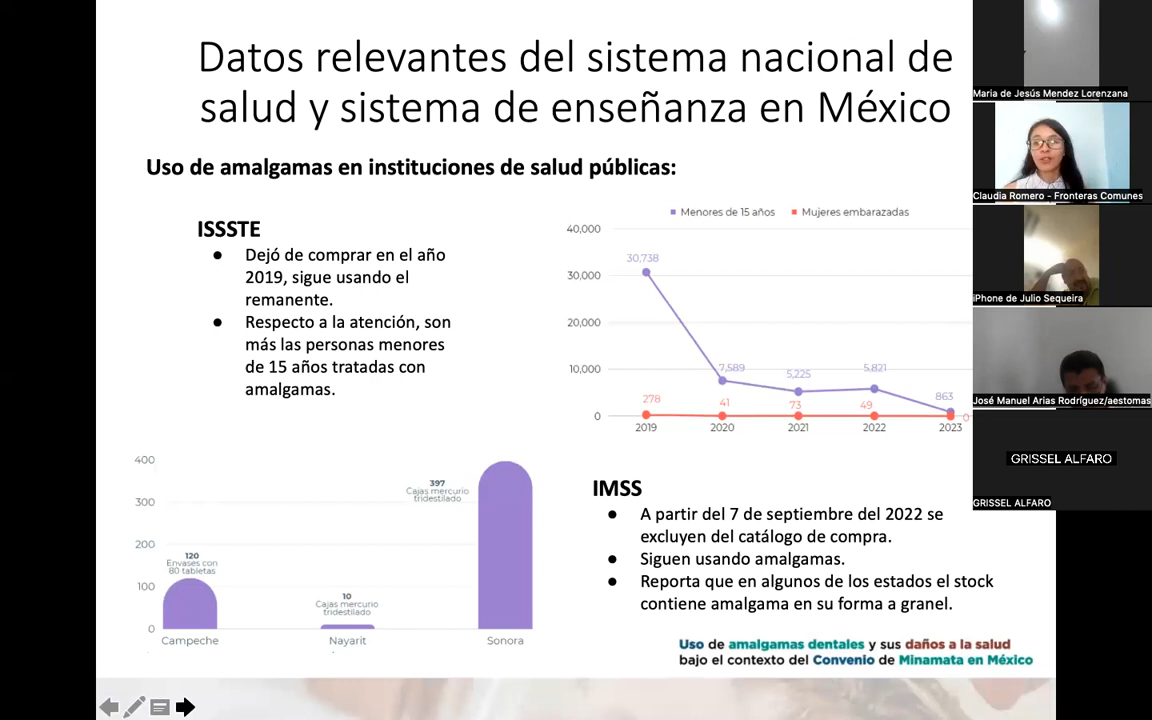 Datos relevantes del sistema nacional de
salud y sistema de enseñanza en México
Uso de amalgamas en instituciones de salud públicas:
ISSSTE
● Dejó de comprar en el año
2019, sigue usando el
remanente.
● Respecto a la atención, son
más las personas menores
de 15 años tratadas con
amalgamas.
Menores de 15 años Mujeres embarazadas
40,000
30,000
20,000
10,000
0
30,738
7,589
5,225
5,821
863
278
41
73
49
0
2019 2020 2021 2022 2023
400
300
200
100
0
120
Envases con
80 tabletas
10
Cajas mercurio
tridestilado
397
Cajas mercurio
tridestilado
Campeche Nayarit Sonora
IMSS
● A partir del 7 de septiembre del 2022 se
excluyen del catálogo de compra.
● Siguen usando amalgamas.
● Reporta que en algunos de los estados el stock
contiene amalgama en su forma a granel.
Uso de amalgamas dentales y sus daños a la salud
bajo el contexto del Convenio de Minamata en México
Maria de Jesús Mendez Lorenzana
Claudia Romero - Fronteras Comunes
iPhone de Julio Sequeira
José Manuel Arias Rodríguez/aestomas
GRISSEL ALFARO
GRISSEL ALFARO